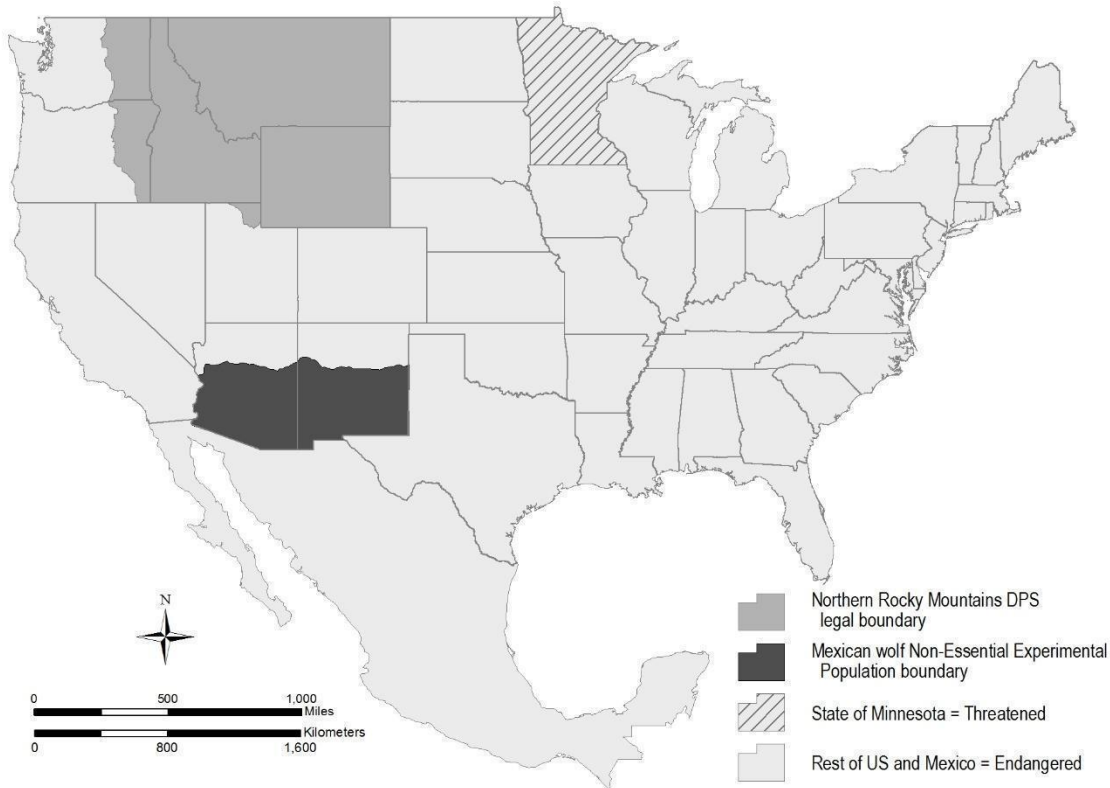 Northern Rocky Mountains DPS
legal boundary
N
Mexican wolf Non-Essential Experimental
Population boundary
0 500 1,000
Miles
State of Minnesota = Threatened
Kilometers
0 800 1,600
Rest of US and Mexico = Endangered